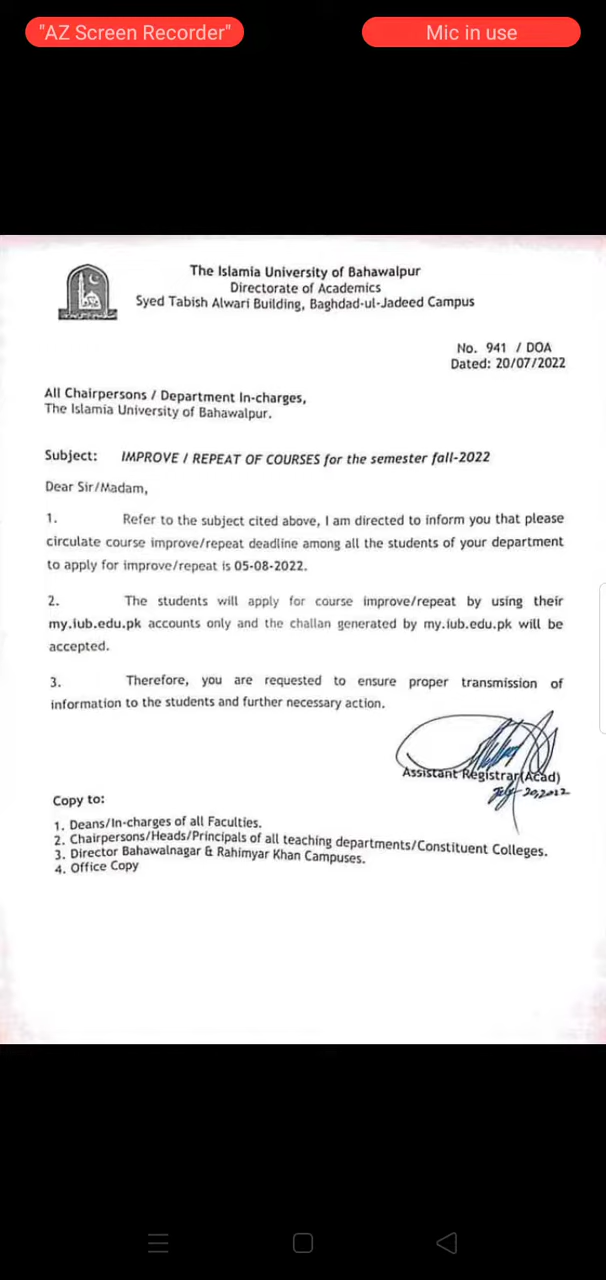 "AZ Screen Recorder"
Mic in use
The Islamia University of Bahawalpur
Directorate of Academics
Syed Tabish Alwari Building, Baghdad-ul-Jadeed Campus
No. 941 / DOA
Dated: 20/07/2022
All Chairpersons / Department In-charges,
The Islamia University of Bahawalpur.
Subject: IMPROVE / REPEAT OF COURSES for the semester fall-2022
Dear Sir/Madam,
1. Refer to the subject cited above, I am directed to inform you that please
circulate course improve/repeat deadline among all the students of your department
to apply for improve/repeat is 05-08-2022.
2. The students will apply for course improve/repeat by using their
my.iub.edu.pk accounts only and the challan generated by my.iub.edu.pk will be
accepted.
3. Therefore, you are requested to ensure proper transmission of
information to the students and further necessary action.
Assistant Registrar(Acad)
July 20, 2022
Copy to:
1. Deans/In-charges of all Faculties.
2. Chairpersons/Heads/Principals of all teaching departments/Constituent Colleges.
3. Director Bahawalnagar & Rahimyar Khan Campuses.
4. Office Copy